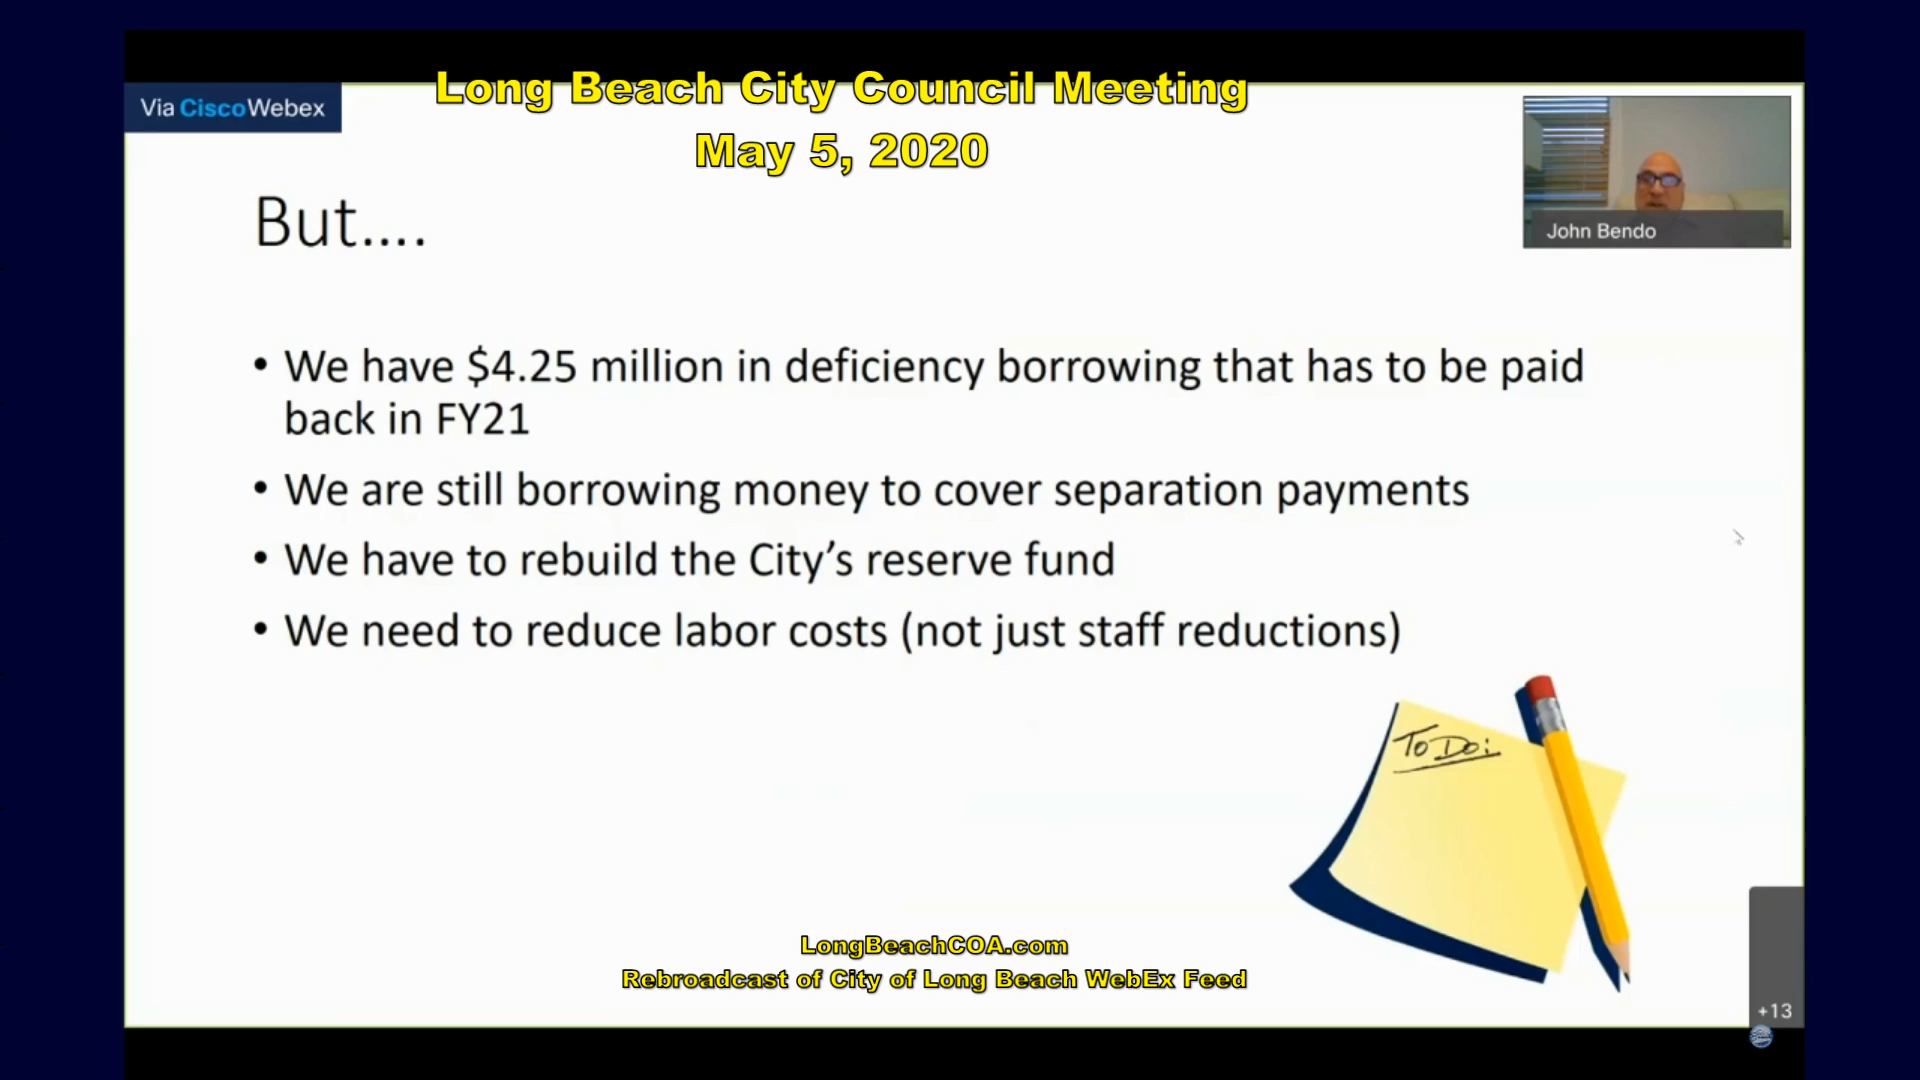 Long Beach City Council Meeting
May 5, 2020
Via Cisco Webex
John Bendo
But....
• We have $4.25 million in deficiency borrowing that has to be paid
back in FY21
• We are still borrowing money to cover separation payments
• We have to rebuild the City’s reserve fund
• We need to reduce labor costs (not just staff reductions)
To Do:
LongBeachCOA.com
Rebroadcast of City of Long Beach WebEx Feed
+13